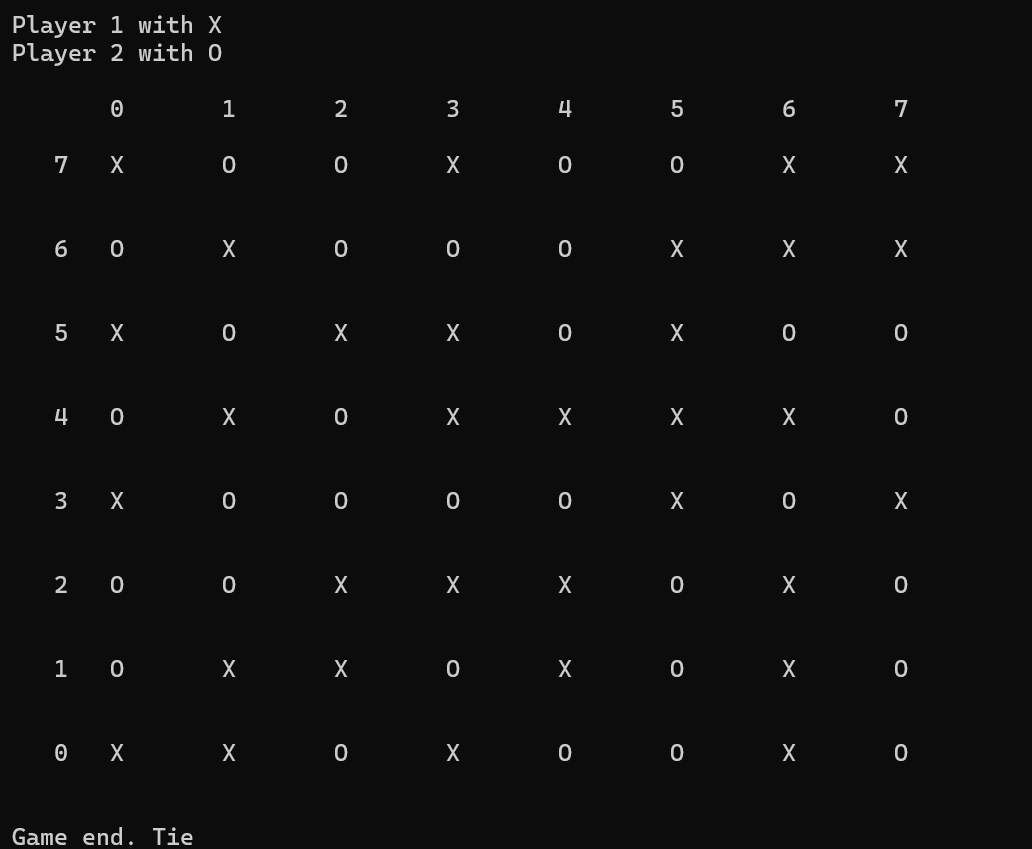 Player 1 with X
Player 2 with O
0 1 2 3 4 5 6 7
7 X O O X O O X X
6 O X O O O X X X
5 X O X X O X O O
4 O X O X X X X O
3 X O O O O X O X
2 O O X X X O X O
1 O X X O X O X O
0 X X O X O O X O
Game end. Tie